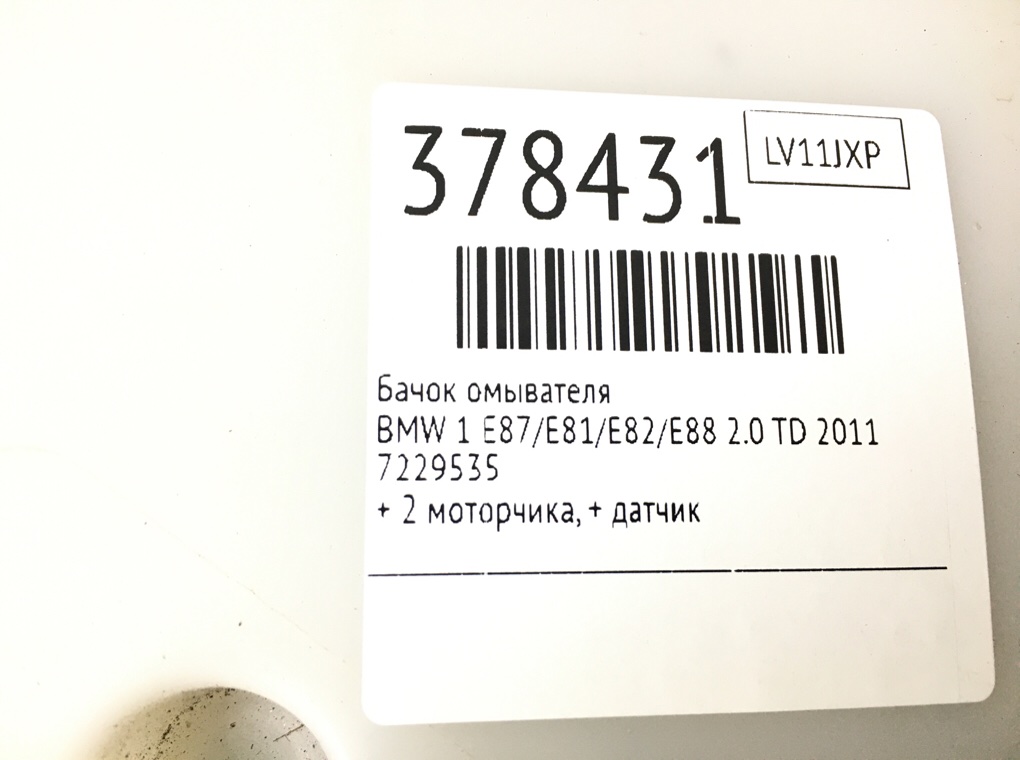 378431
LV11JXP
Бачок омывателя
BMW 1 E87/E81/E82/E88 2.0 TD 2011
7229535
+ 2 моторчика, + датчик